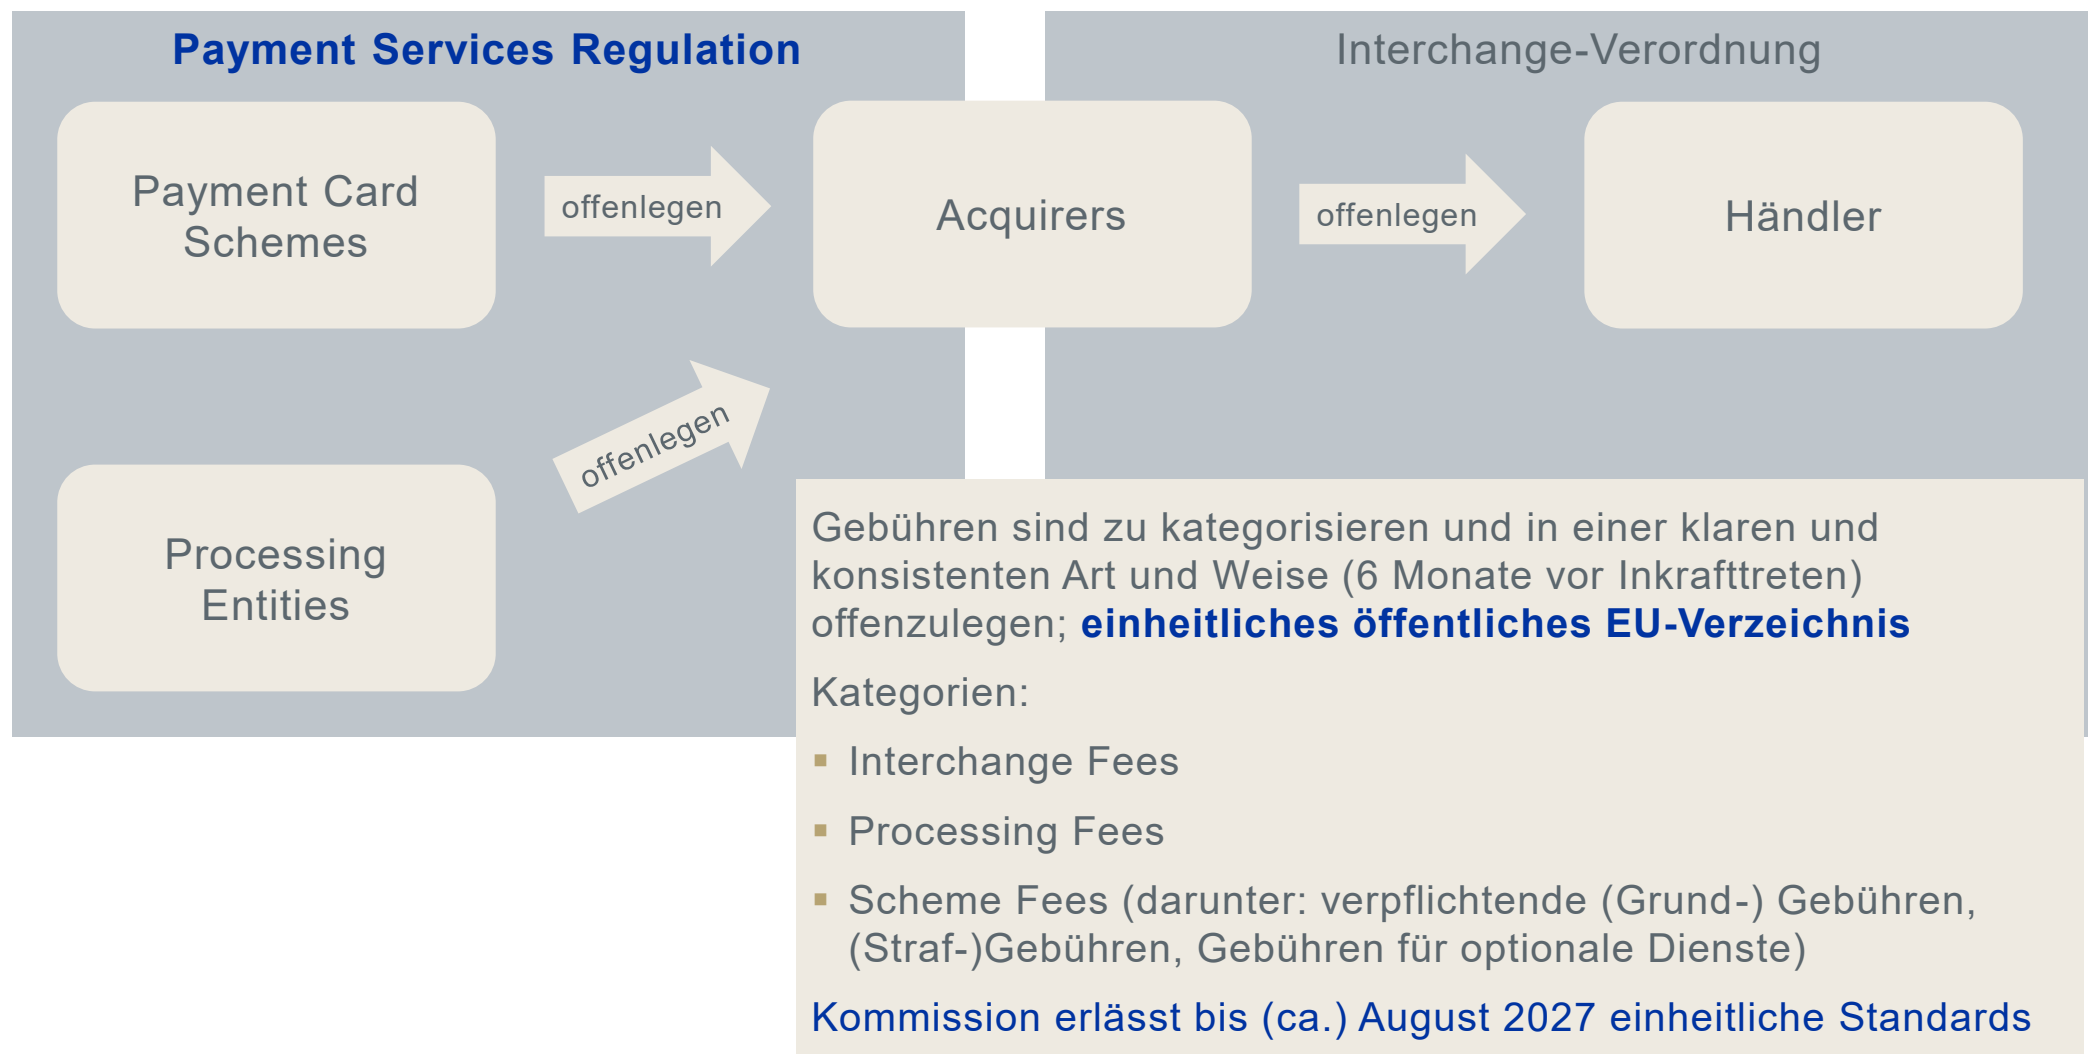 Payment Services Regulation
Interchange-Verordnung
Payment Card
Schemes
offenlegen
Acquirers
offenlegen
Händler
offenlegen
Processing
Entities
Gebühren sind zu kategorisieren und in einer klaren und
konsistenten Art und Weise (6 Monate vor Inkrafttreten)
offenzulegen; einheitliches öffentliches EU-Verzeichnis
Kategorien:
▪ Interchange Fees
▪ Processing Fees
▪ Scheme Fees (darunter: verpflichtende (Grund-) Gebühren,
(Straf-)Gebühren, Gebühren für optionale Dienste)
Kommission erlässt bis (ca.) August 2027 einheitliche Standards